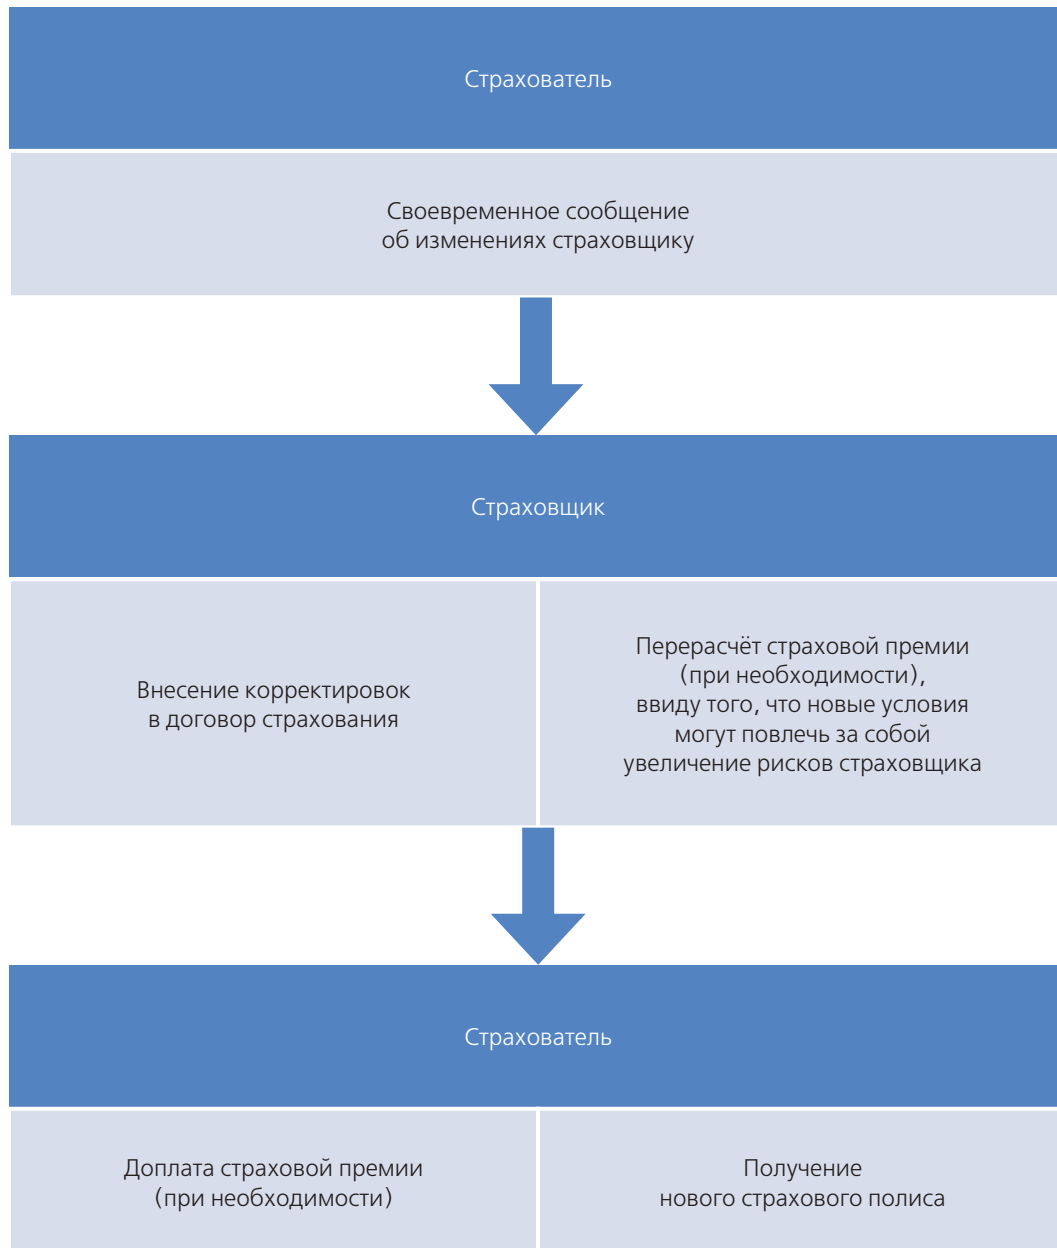 Страхователь
Своевременное сообщение
об изменениях страховщику
Страховщик
Внесение корректировок
в договор страхования
Перерасчёт страховой премии
(при необходимости),
ввиду того, что новые условия
могут повлечь за собой
увеличение рисков страховщика
Страхователь
Доплата страховой премии
(при необходимости)
Получение
нового страхового полиса